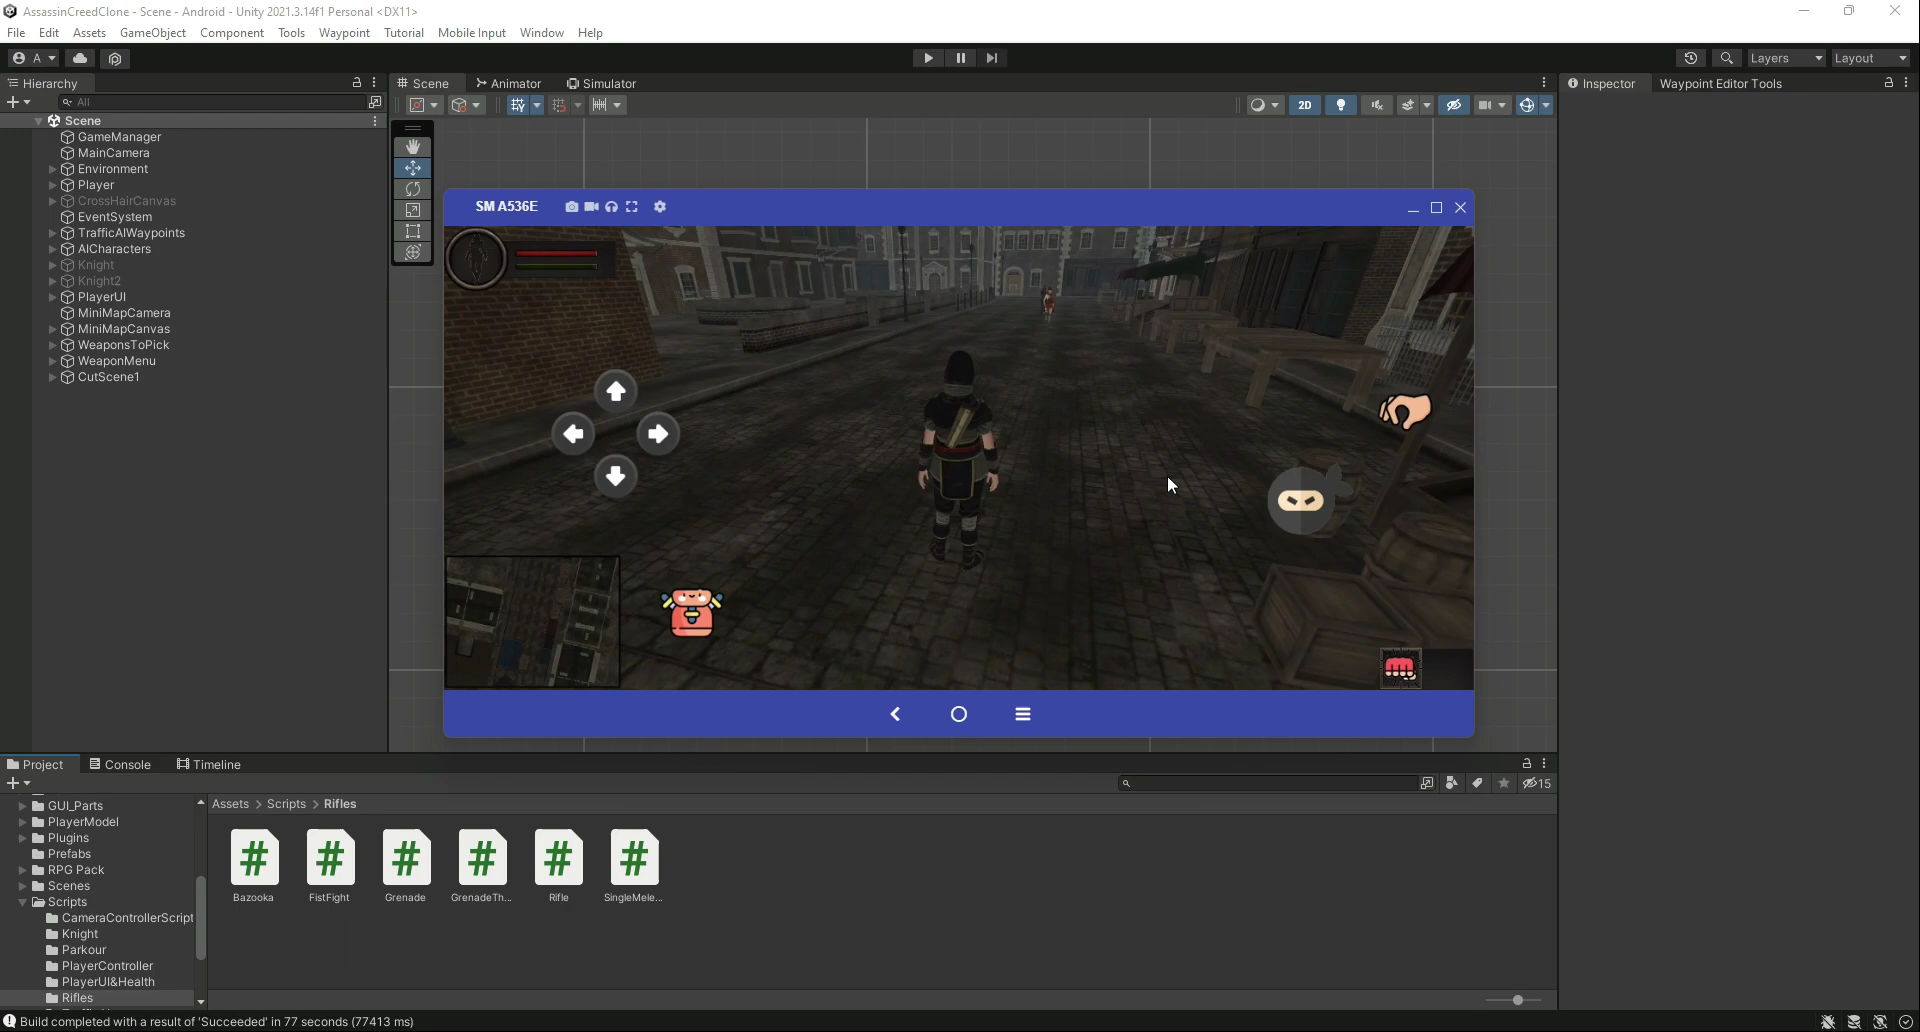 AssassinCreedClone - Scene - Android - Unity 2021.3.14f1 Personal <DX11>
File Edit Assets GameObject Component Tools Jobs Waypoint Tutorial Mobile Input Window Help
A Layers Layout
Hierarchy
Scene Animator Simulator
Inspector Waypoint Editor Tools
All
2D
Scene
GameManager
MainCamera
Environment
Player
CrossHairCanvas
EventSystem
TrafficAIWaypoints
AICharacters
Knight
Knight2
PlayerUI
MiniMapCamera
MiniMapCanvas
WeaponsToPick
WeaponMenu
CutScene1
SM A536E
Project Console Timeline
15
GUI_Parts
PlayerModel
Plugins
Prefabs
RPG Pack
Scenes
Scripts
CameraControllerScript
Knight
Parkour
PlayerController
PlayerUI&Health
Rifles
Assets > Scripts > Rifles
Bazooka FistFight Grenade GrenadeTh... Rifle SingleMele...
Build completed with a result of 'Succeeded' in 77 seconds (77413 ms)